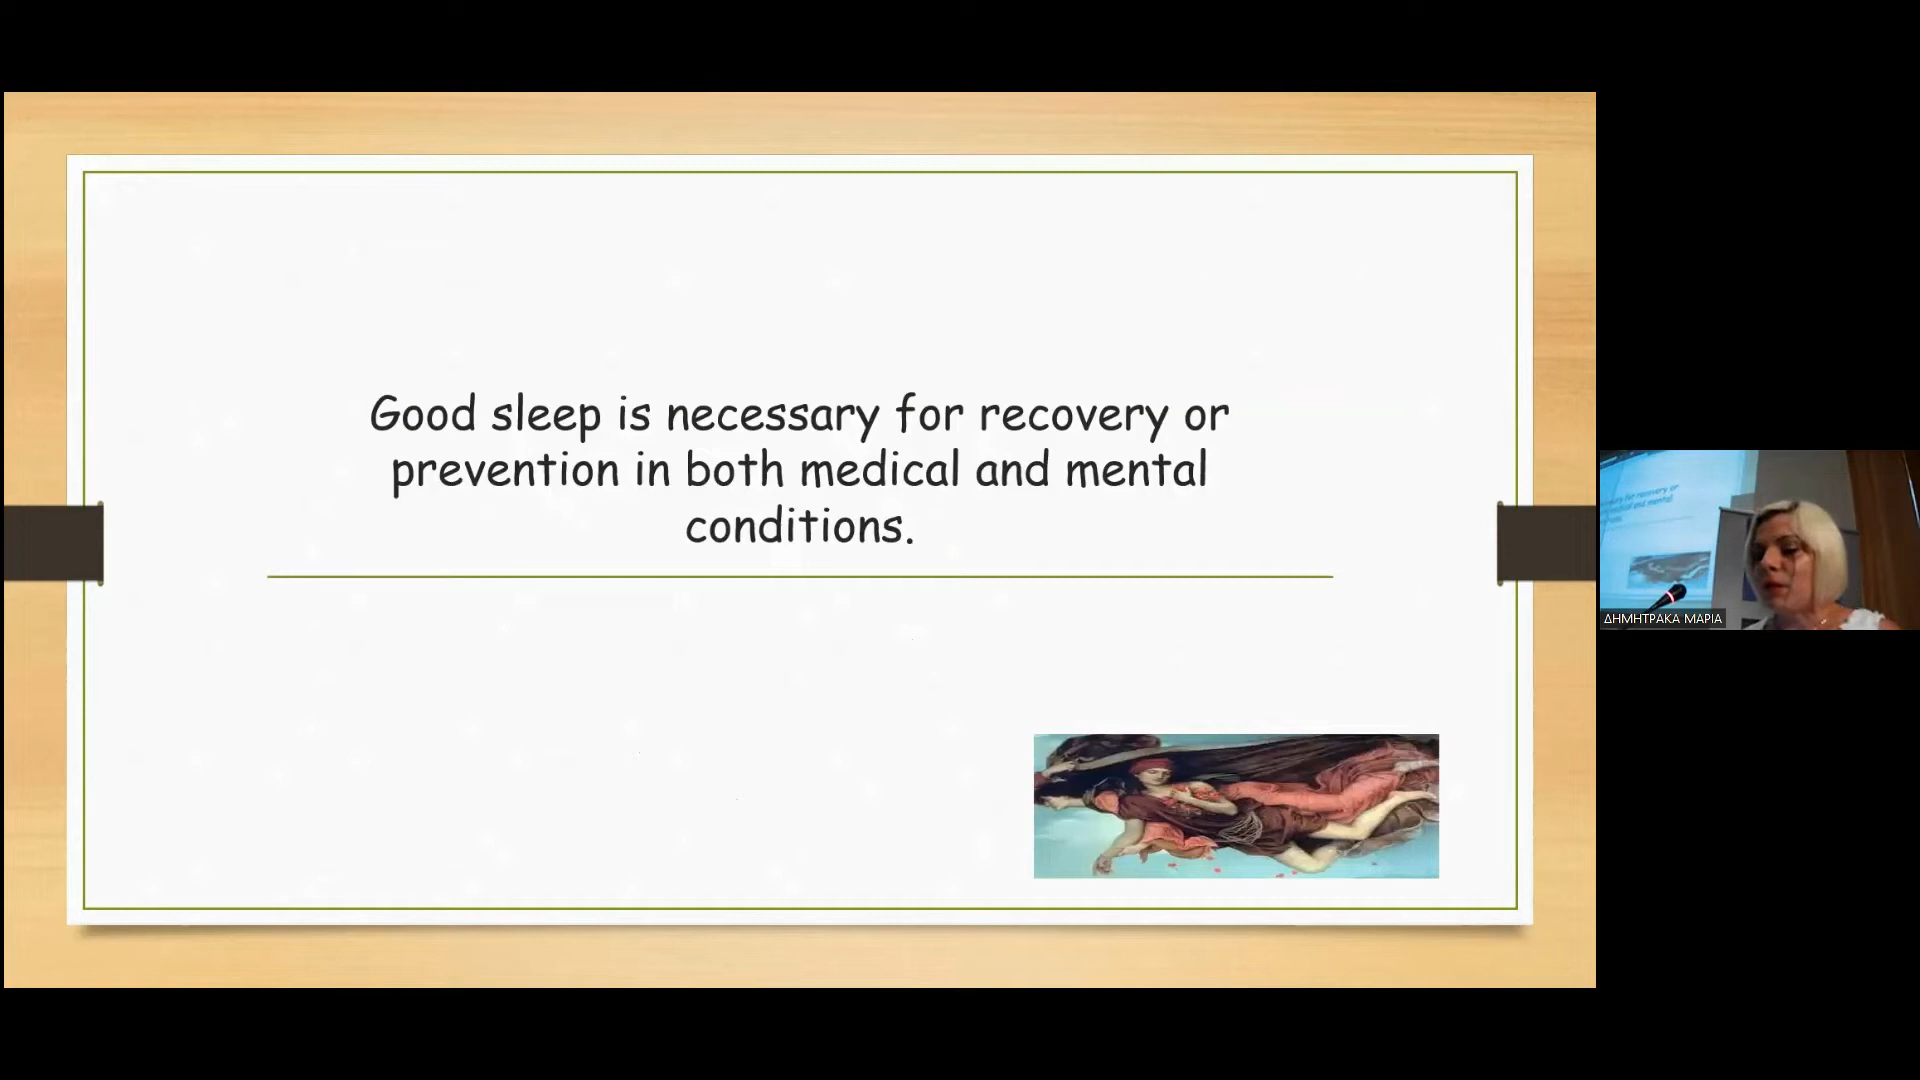 Good sleep is necessary for recovery or
prevention in both medical and mental
conditions.
ΔΗΜΗΤΡΑΚΑ ΜΑΡΙΑ